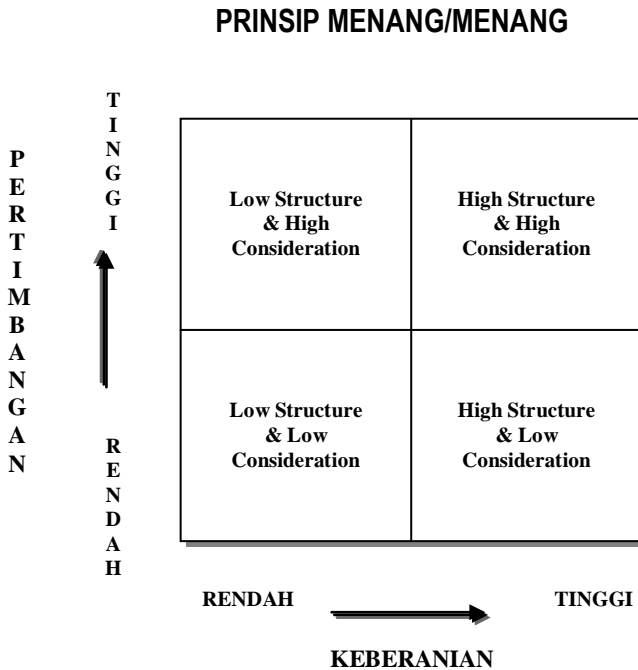 PRINSIP MENANG/MENANG
PERTIMBANGAN
TINGGI
RENDAH
Low Structure
& High
Consideration
High Structure
& High
Consideration
Low Structure
& Low
Consideration
High Structure
& Low
Consideration
RENDAH
TINGGI
KEBERANIAN